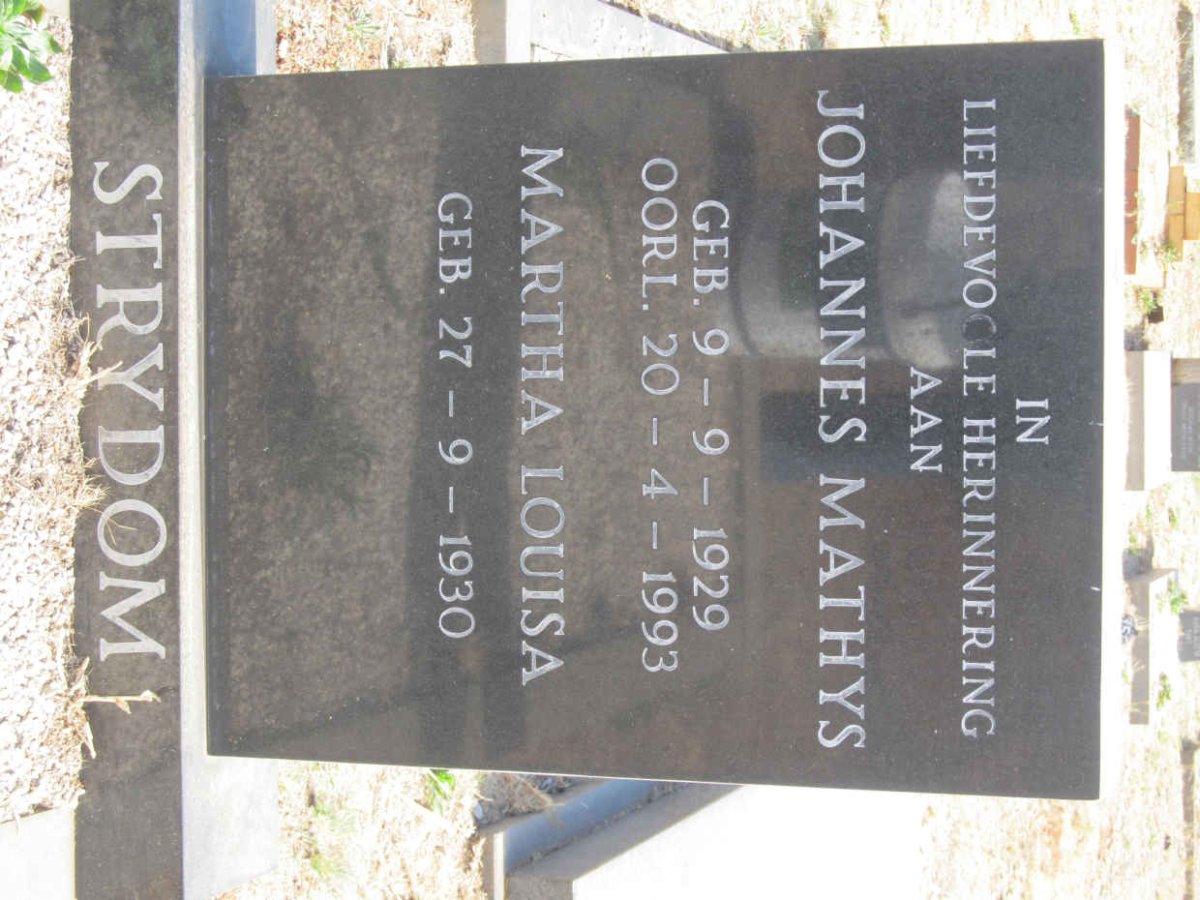 IN
LIEFDEVOLLE HERINNERING
AAN
JOHANNES MATHYS
GEB. 9 – 9 – 1929
OORL. 20 – 4 – 1993
MARTHA LOUISA
GEB. 27 – 9 – 1930
STRYDOM